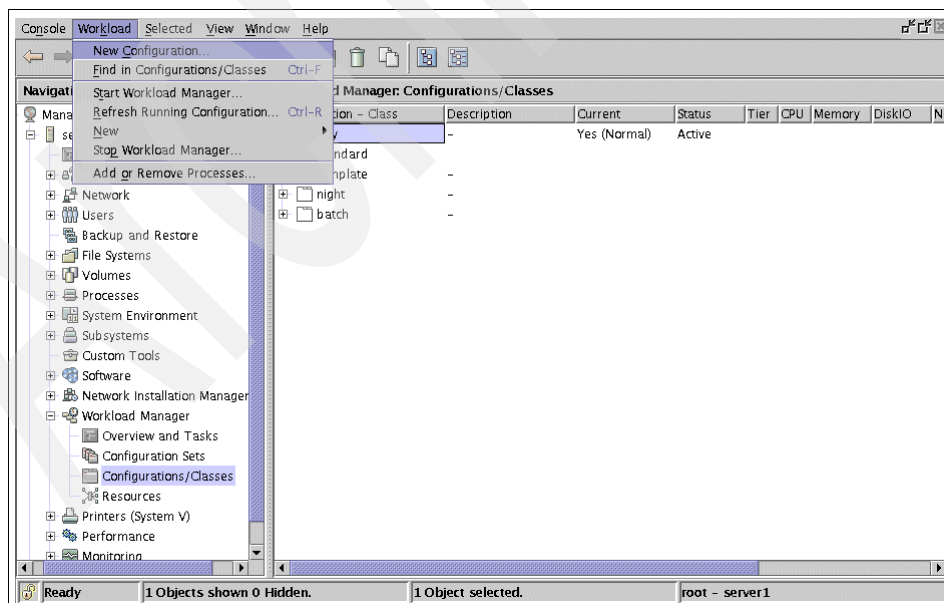 Console Workload Selected View Window Help
New Configuration...
Find in Configurations/Classes Ctrl-F
Start Workload Manager...
Refresh Running Configuration... Ctrl-R
New
Stop Workload Manager...
Add or Remove Processes...
Navigati
d Manager: Configurations/Classes
Mana
tion - Class Description Current Status Tier CPU Memory DiskIO N
se
- Yes (Normal) Active
ndard
mplate -
Network
night -
Users
batch -
Backup and Restore
File Systems
Volumes
Processes
System Environment
Subsystems
Custom Tools
Software
Network Installation Manager
Workload Manager
Overview and Tasks
Configuration Sets
Configurations/Classes
Resources
Printers (System V)
Performance
Monitoring
Ready 1 Objects shown 0 Hidden. 1 Object selected. root - server1